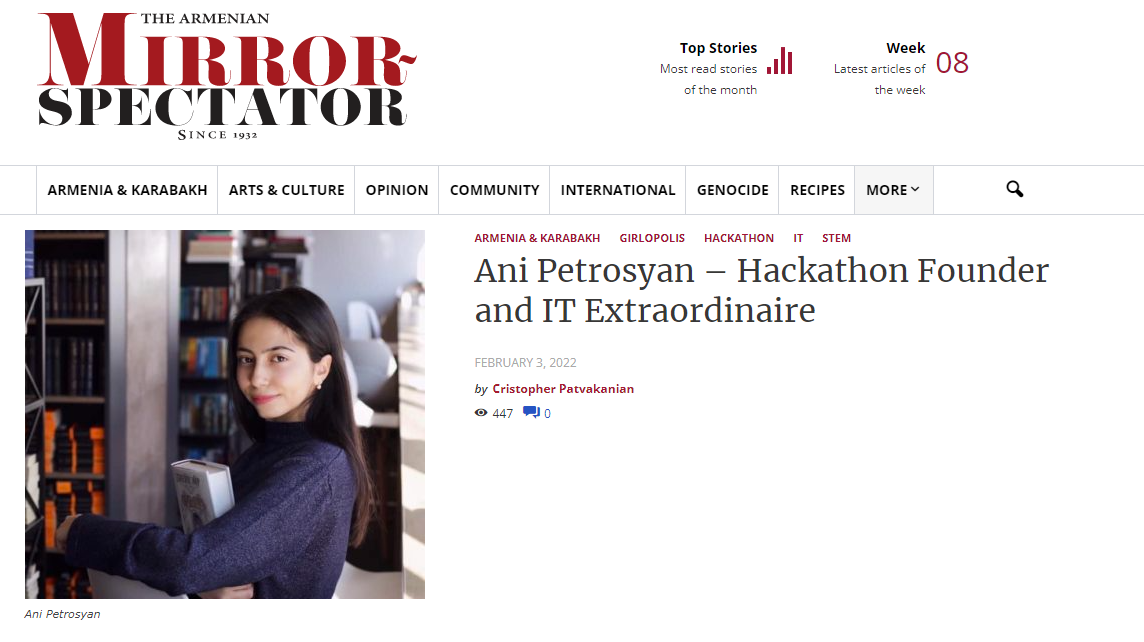 THE ARMENIAN
MIRROR-
SPECTATOR
SINCE 1932
Top Stories
Most read stories
of the month
Week
Latest articles of
the week
08
ARMENIA & KARABAKH
ARTS & CULTURE
OPINION
COMMUNITY
INTERNATIONAL
GENOCIDE
RECIPES
MORE
ARMENIA & KARABAKH GIRLOPOLIS HACKATHON IT STEM
Ani Petrosyan – Hackathon Founder
and IT Extraordinaire
FEBRUARY 3, 2022
by Cristopher Patvakanian
447 0
Ani Petrosyan